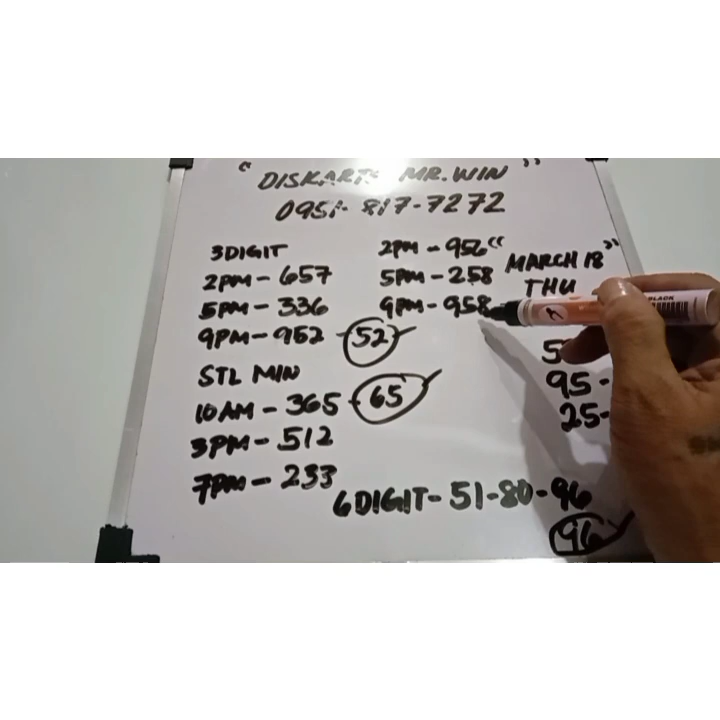 " DISKARTE MR. WIN "
0951-817-7272
3DIGIT
2PM - 657
5PM - 336
9PM - 952 - 52
STL MIN
10AM - 365 - 65
3PM - 512
7PM - 233
2PM - 956
5PM - 258
9PM - 958
"MARCH 18"
THU
BLACK
95-
25-
6DIGIT - 51-80-96
96